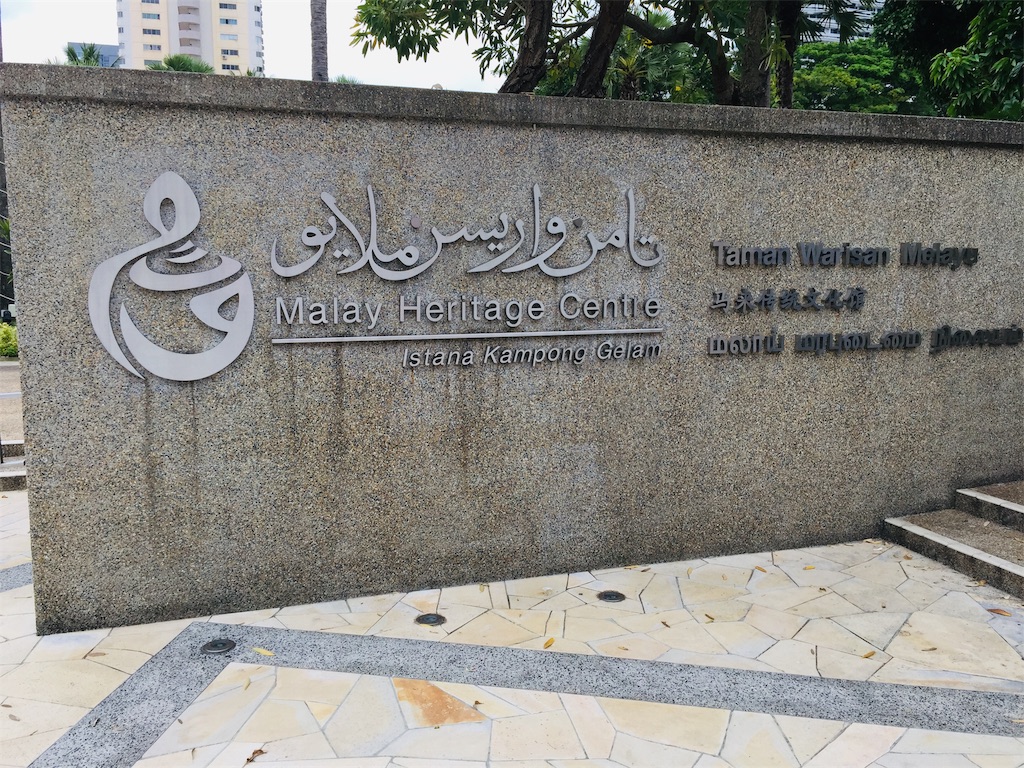 تامن واريسن ملايو
Malay Heritage Centre
Istana Kampong Gelam
Taman Warisan Melayu
马来传统文化馆
மலாய் மரபுடைமை நிலையம்